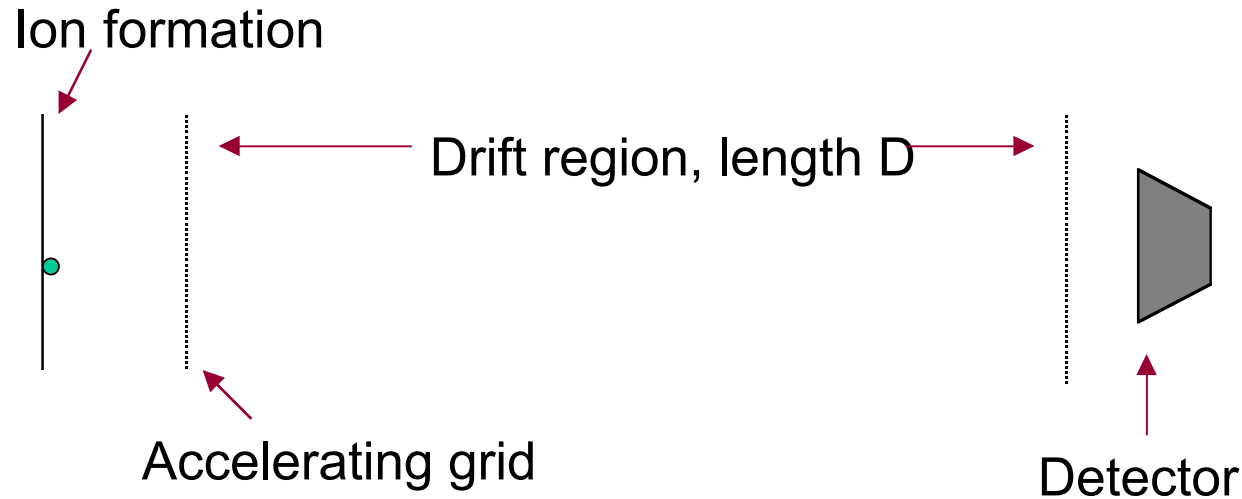 Ion formation
Drift region, length D
Accelerating grid
Detector